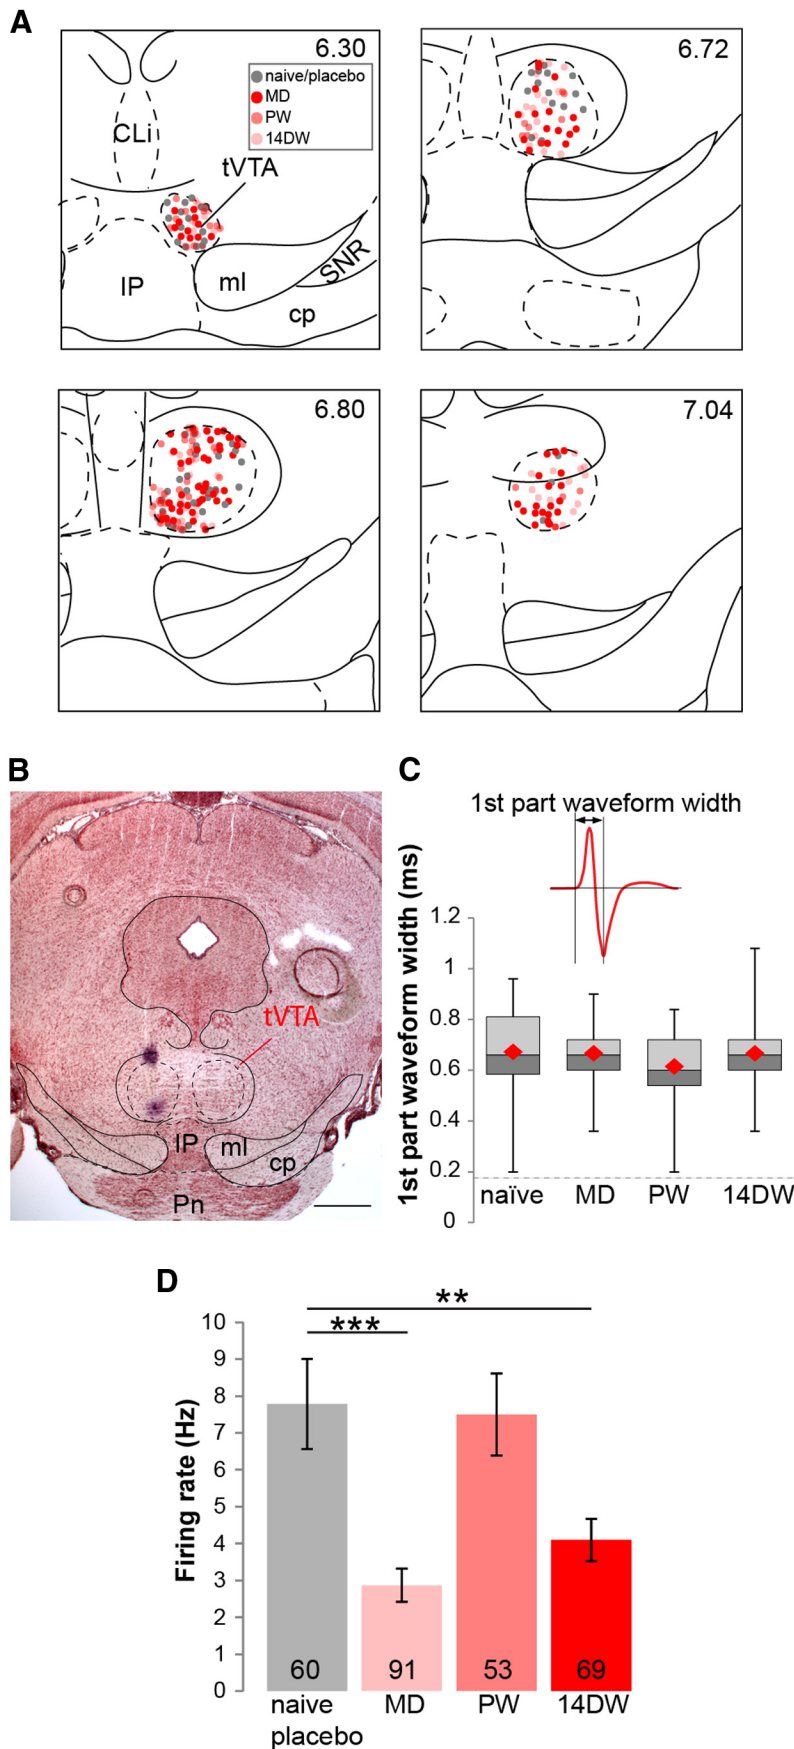 A
6.30
naive/placebo
MD
PW
14DW
CLi
tVTA
IP
ml
SNR
cp
6.72
6.80
7.04
B
tVTA
IP
ml
cp
Pn
C
1st part waveform width
1st part waveform width (ms)
1.2
1
0.8
0.6
0.4
0.2
0
naïve
MD
PW
14DW
D
**
***
Firing rate (Hz)
10
9
8
7
6
5
4
3
2
1
0
60
91
53
69
naive
placebo
MD
PW
14DW